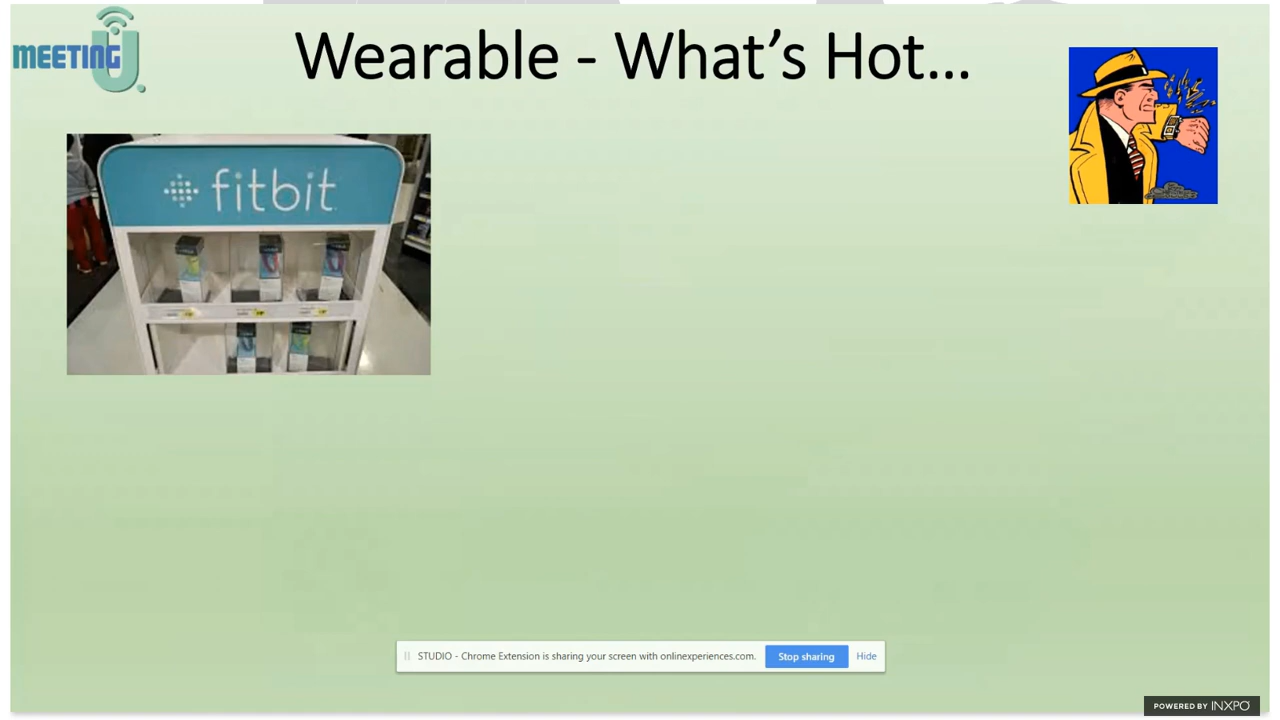 MEETING U
Wearable - What's Hot...
fitbit
STUDIO - Chrome Extension is sharing your screen with onlinexperiences.com.
Stop sharing
Hide
POWERED BY INXPO